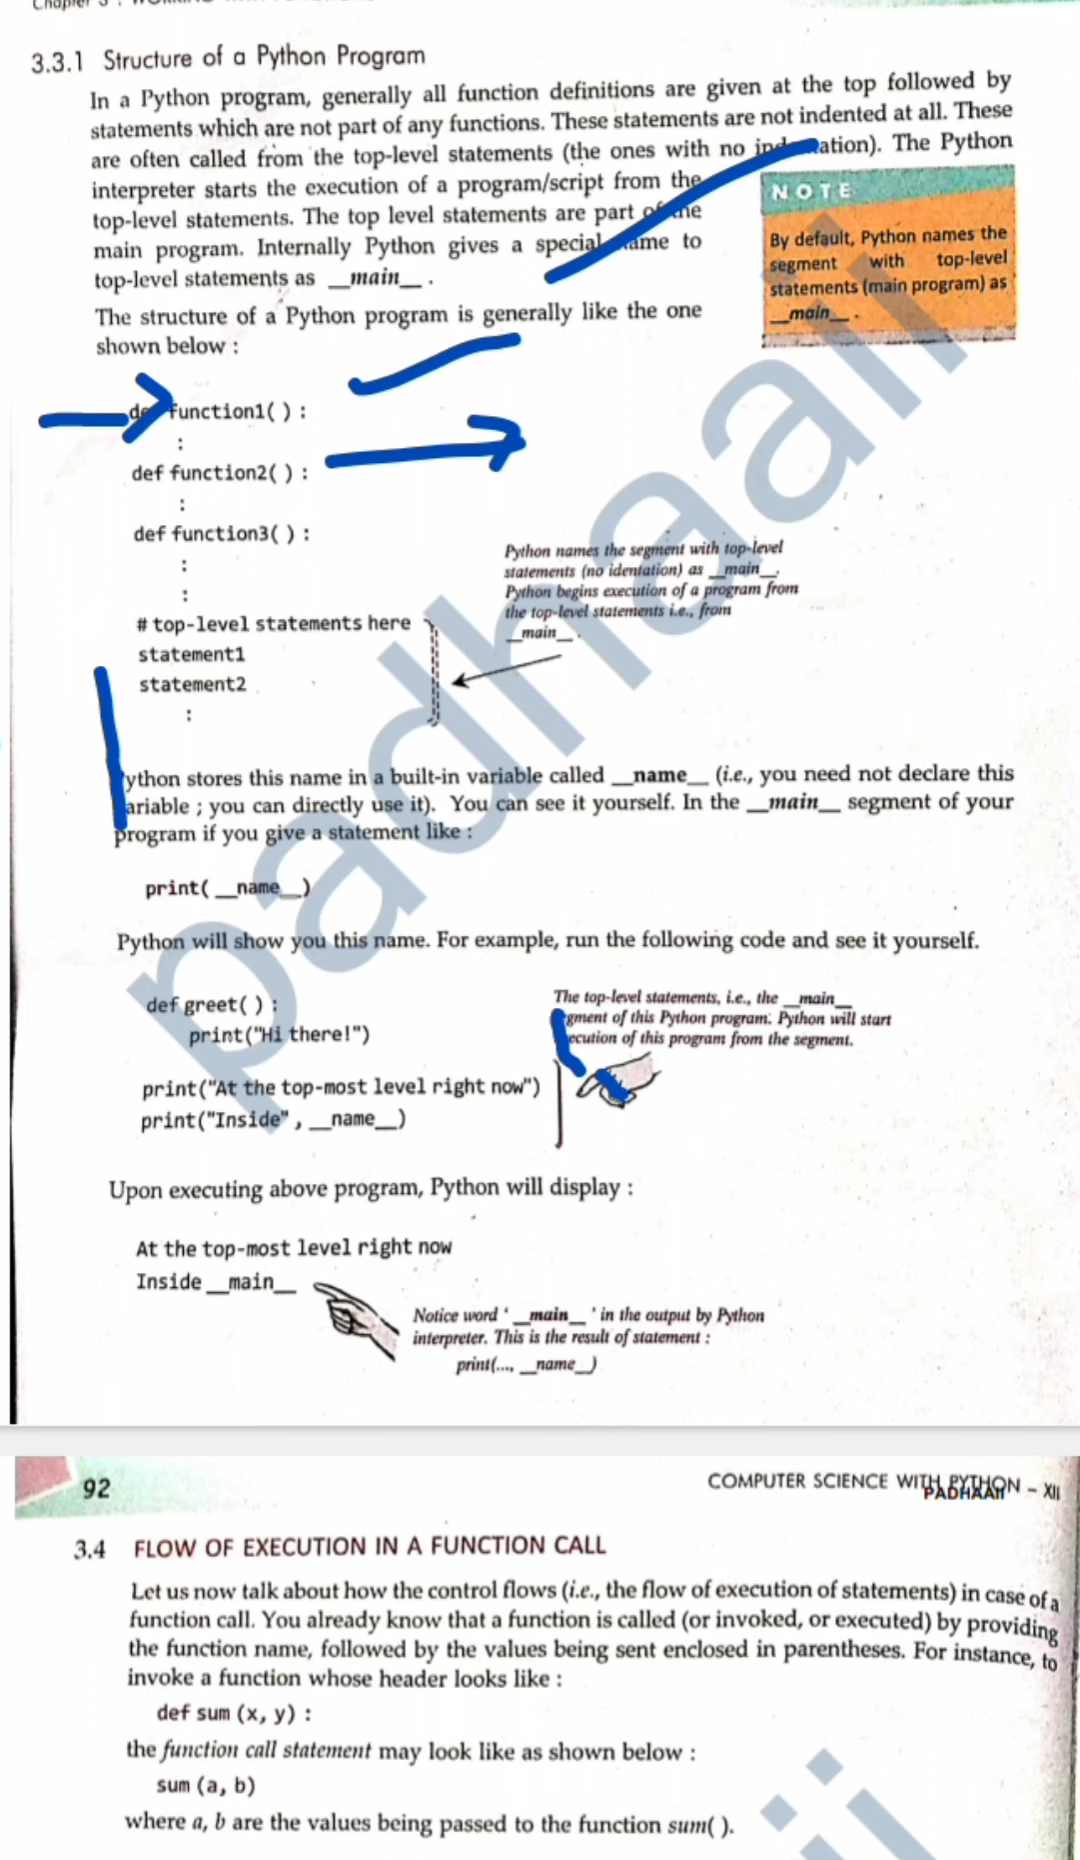 3.3.1 Structure of a Python Program
In a Python program, generally all function definitions are given at the top followed by
statements which are not part of any functions. These statements are not indented at all. These
are often called from the top-level statements (the ones with no indentation). The Python
interpreter starts the execution of a program/script from the
top-level statements. The top level statements are part of the
main program. Internally Python gives a special name to
top-level statements as __main__ .
NOTE
By default, Python names the
segment with top-level
statements (main program) as
__main__ .
The structure of a Python program is generally like the one
shown below :
def function1( ) :
:
def function2( ) :
:
def function3( ) :
:
:
# top-level statements here
statement1
statement2
:
Python names the segment with top-level
statements (no identation) as __main__.
Python begins execution of a program from
the top-level statements i.e., from
__main__ .
Python stores this name in a built-in variable called __name__ (i.e., you need not declare this
variable ; you can directly use it). You can see it yourself. In the __main__ segment of your
program if you give a statement like :
print( __name__)
Python will show you this name. For example, run the following code and see it yourself.
def greet( ) :
print("Hi there!")
print("At the top-most level right now")
print("Inside" , __name__)
The top-level statements, i.e., the __main__
segment of this Python program. Python will start
execution of this program from the segment.
Upon executing above program, Python will display :
At the top-most level right now
Inside __main__
Notice word '__main__' in the output by Python
interpreter. This is the result of statement :
print(..., __name__)
padhaaii
92
COMPUTER SCIENCE WITH PYTHON – XII
PADHAAII
3.4 FLOW OF EXECUTION IN A FUNCTION CALL
Let us now talk about how the control flows (i.e., the flow of execution of statements) in case of a
function call. You already know that a function is called (or invoked, or executed) by providing
the function name, followed by the values being sent enclosed in parentheses. For instance, to
invoke a function whose header looks like :
def sum (x, y) :
the function call statement may look like as shown below :
sum (a, b)
where a, b are the values being passed to the function sum( ).